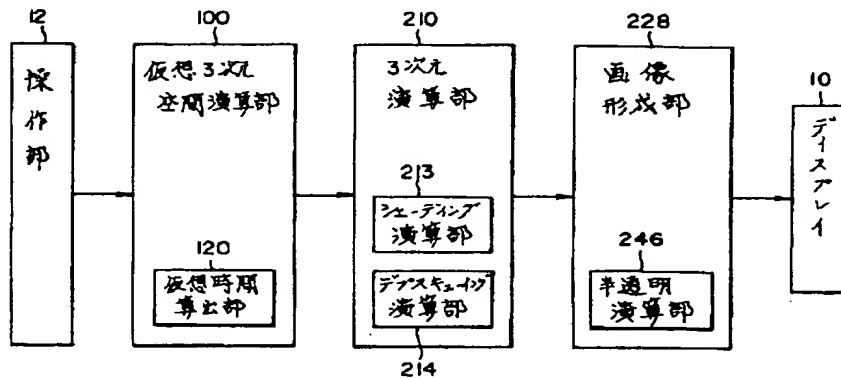 12
操作部
100
仮想3次元
空間演算部
120
仮想時間
算出部
210
3次元
演算部
213
シェーディング
演算部
デプスキューイング
演算部
214
228
画像
形成部
246
半透明
演算部
10
ディスプレイ